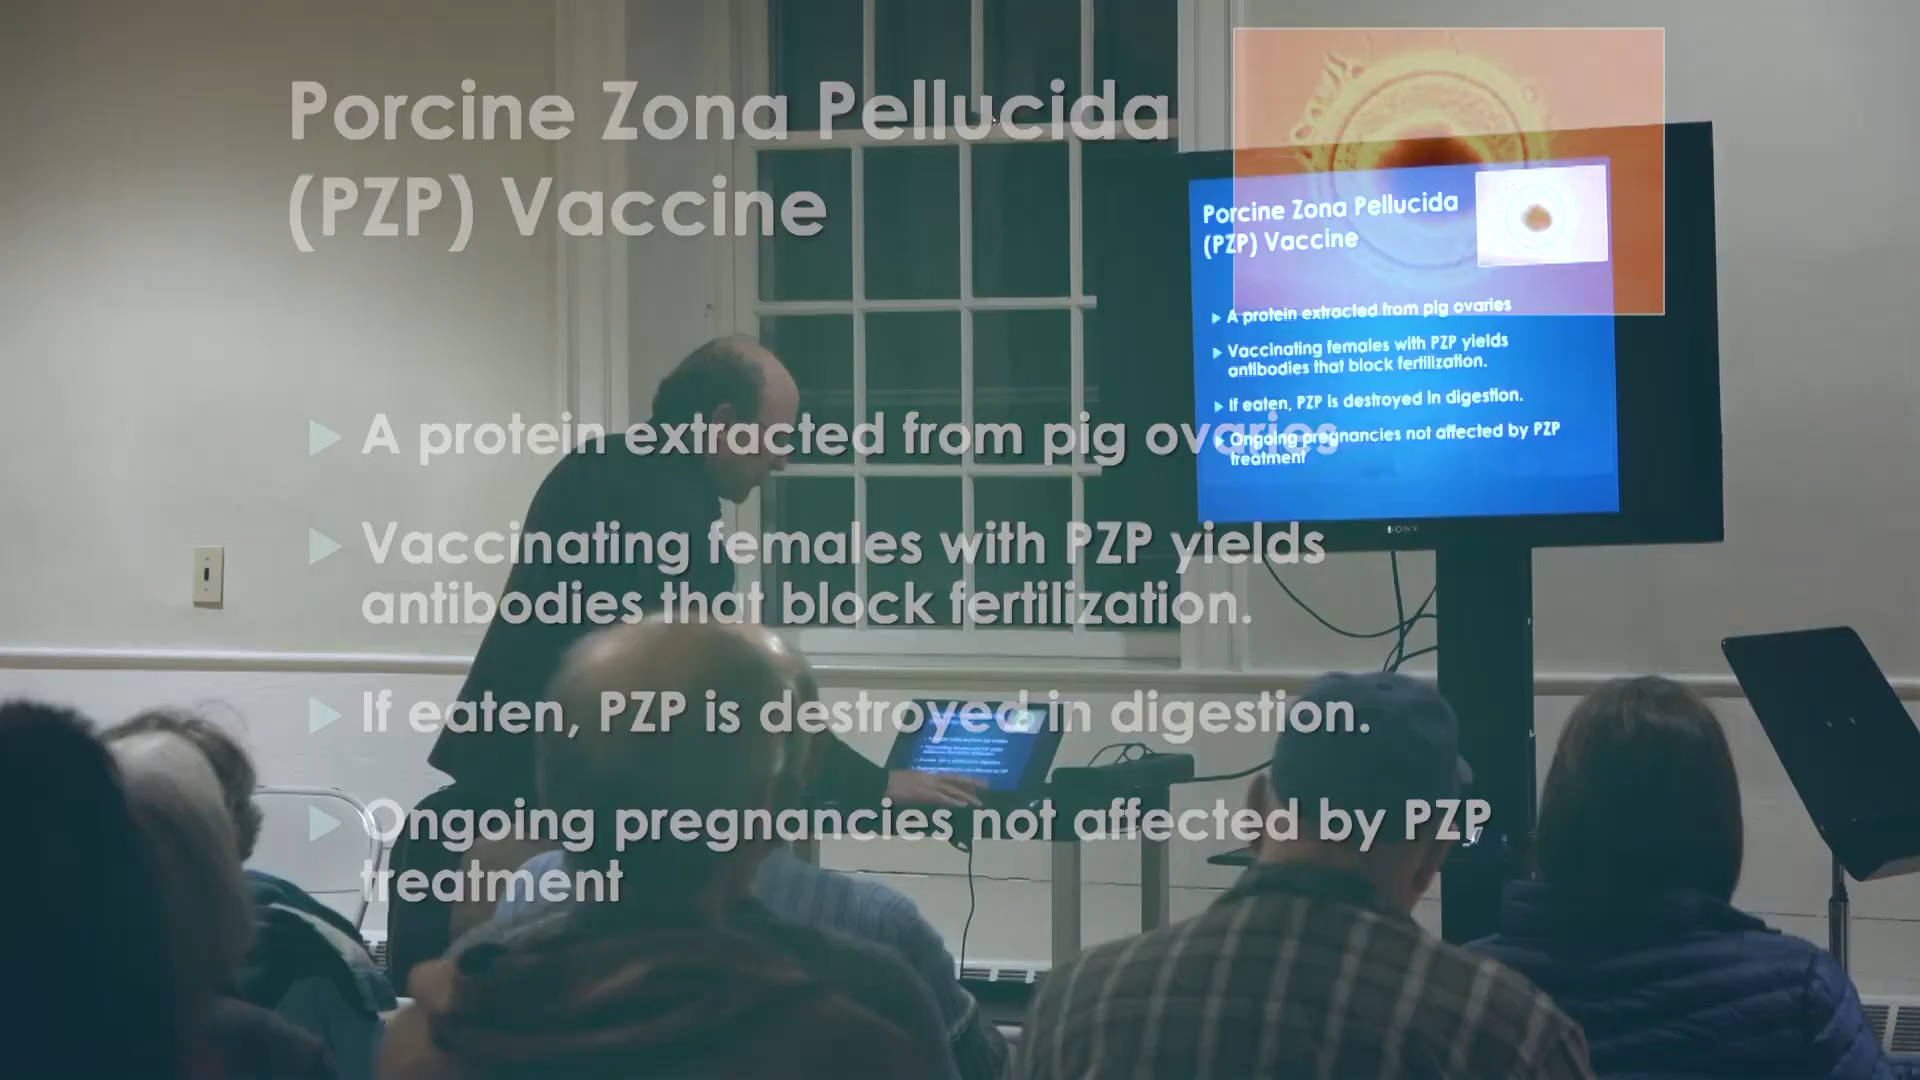 Porcine Zona Pellucida
(PZP) Vaccine
A protein extracted from pig ovaries
Vaccinating females with PZP yields
antibodies that block fertilization.
If eaten, PZP is destroyed in digestion.
Ongoing pregnancies not affected by PZP
treatment
Porcine Zona Pellucida
(PZP) Vaccine
A protein extracted from pig ovaries
Vaccinating females with PZP yields
antibodies that block fertilization.
If eaten, PZP is destroyed in digestion.
Ongoing pregnancies not affected by PZP
treatment
SONY